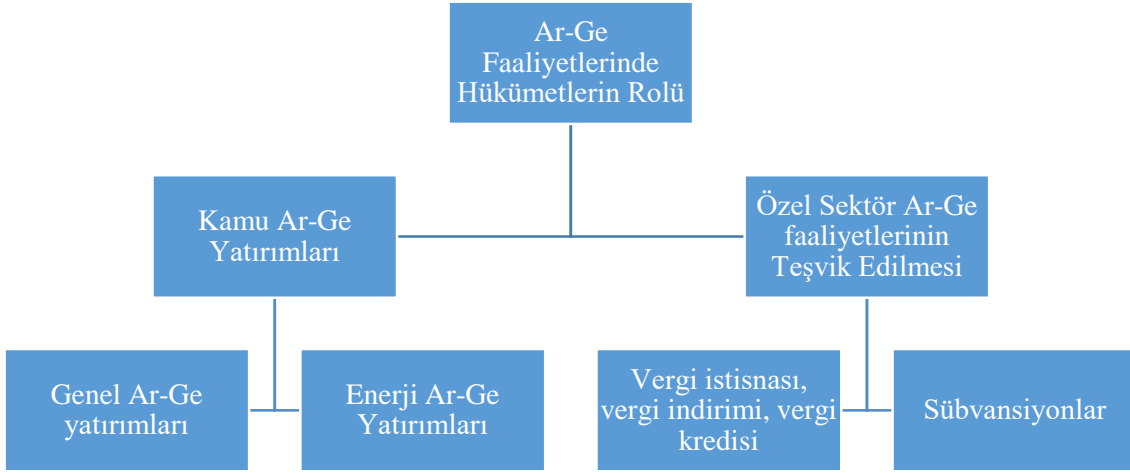 Ar-Ge
Faaliyetlerinde
Hükümetlerin Rolü
Kamu Ar-Ge
Yatırımları
Özel Sektör Ar-Ge
faaliyetlerinin
Teşvik Edilmesi
Genel Ar-Ge
yatırımları
Enerji Ar-Ge
Yatırımları
Vergi istisnası,
vergi indirimi, vergi
kredisi
Sübvansiyonlar